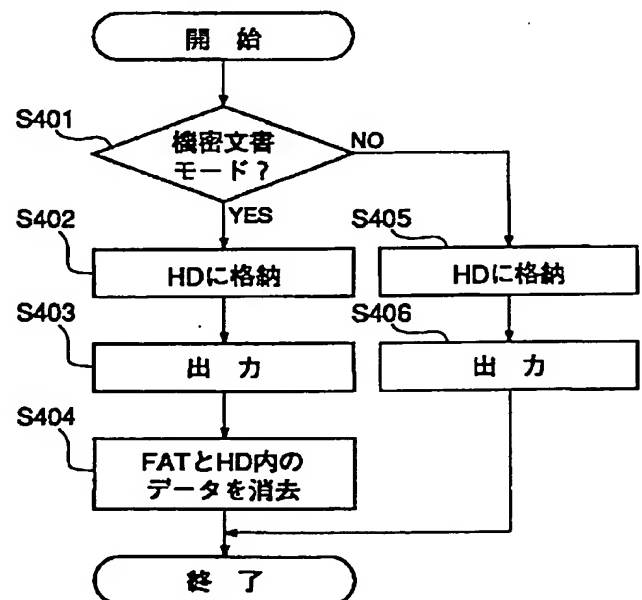 開 始
S401
機密文書
モード?
NO
YES
S402
HDに格納
S405
HDに格納
S403
出 力
S406
出 力
S404
FATとHD内の
データを消去
終 了